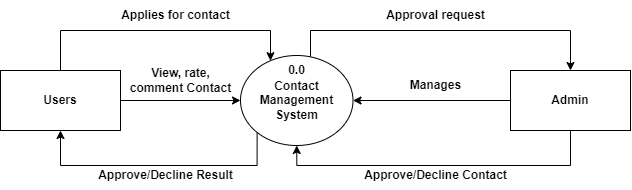 Applies for contact
Approval request
View, rate,
comment Contact
0.0
Contact
Management
System
Manages
Users
Admin
Approve/Decline Result
Approve/Decline Contact